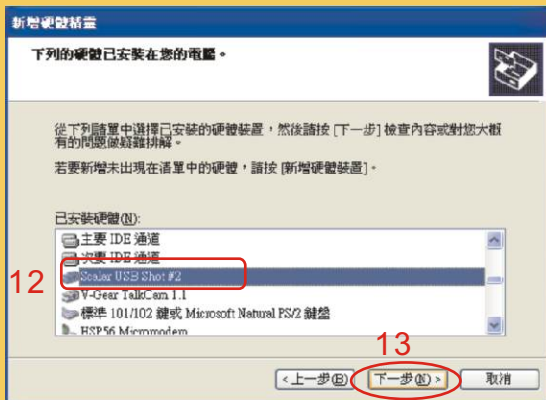 新增硬體精靈
下列的硬體已安裝在您的電腦。
從下列清單中選擇已安裝的硬體裝置，然後請按 [下一步] 檢查內容或對您大概
有的問題做疑難排解。
若要新增未出現在清單中的硬體，請按 [新增硬體裝置]。
已安裝硬體(N):
主要 IDE 通道
次要 IDE 通道
12
Scalar USB Shot #2
V-Gear TalkCam 1.1
標準 101/102 鍵或 Microsoft Natural PS/2 鍵盤
HSP56 Micromodem
13
<上一步(B)
下一步(N) >
取消